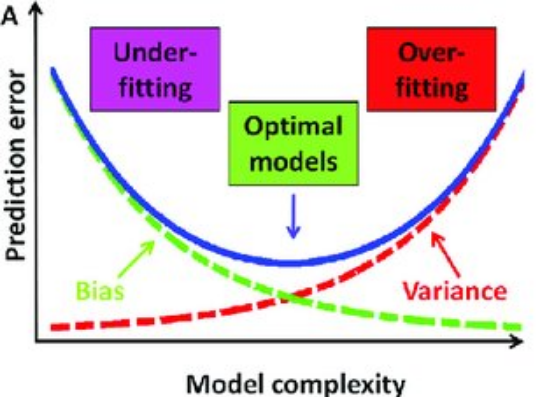 A
Under-
fitting
Over-
fitting
Optimal
models
Prediction error
Bias
Variance
Model complexity